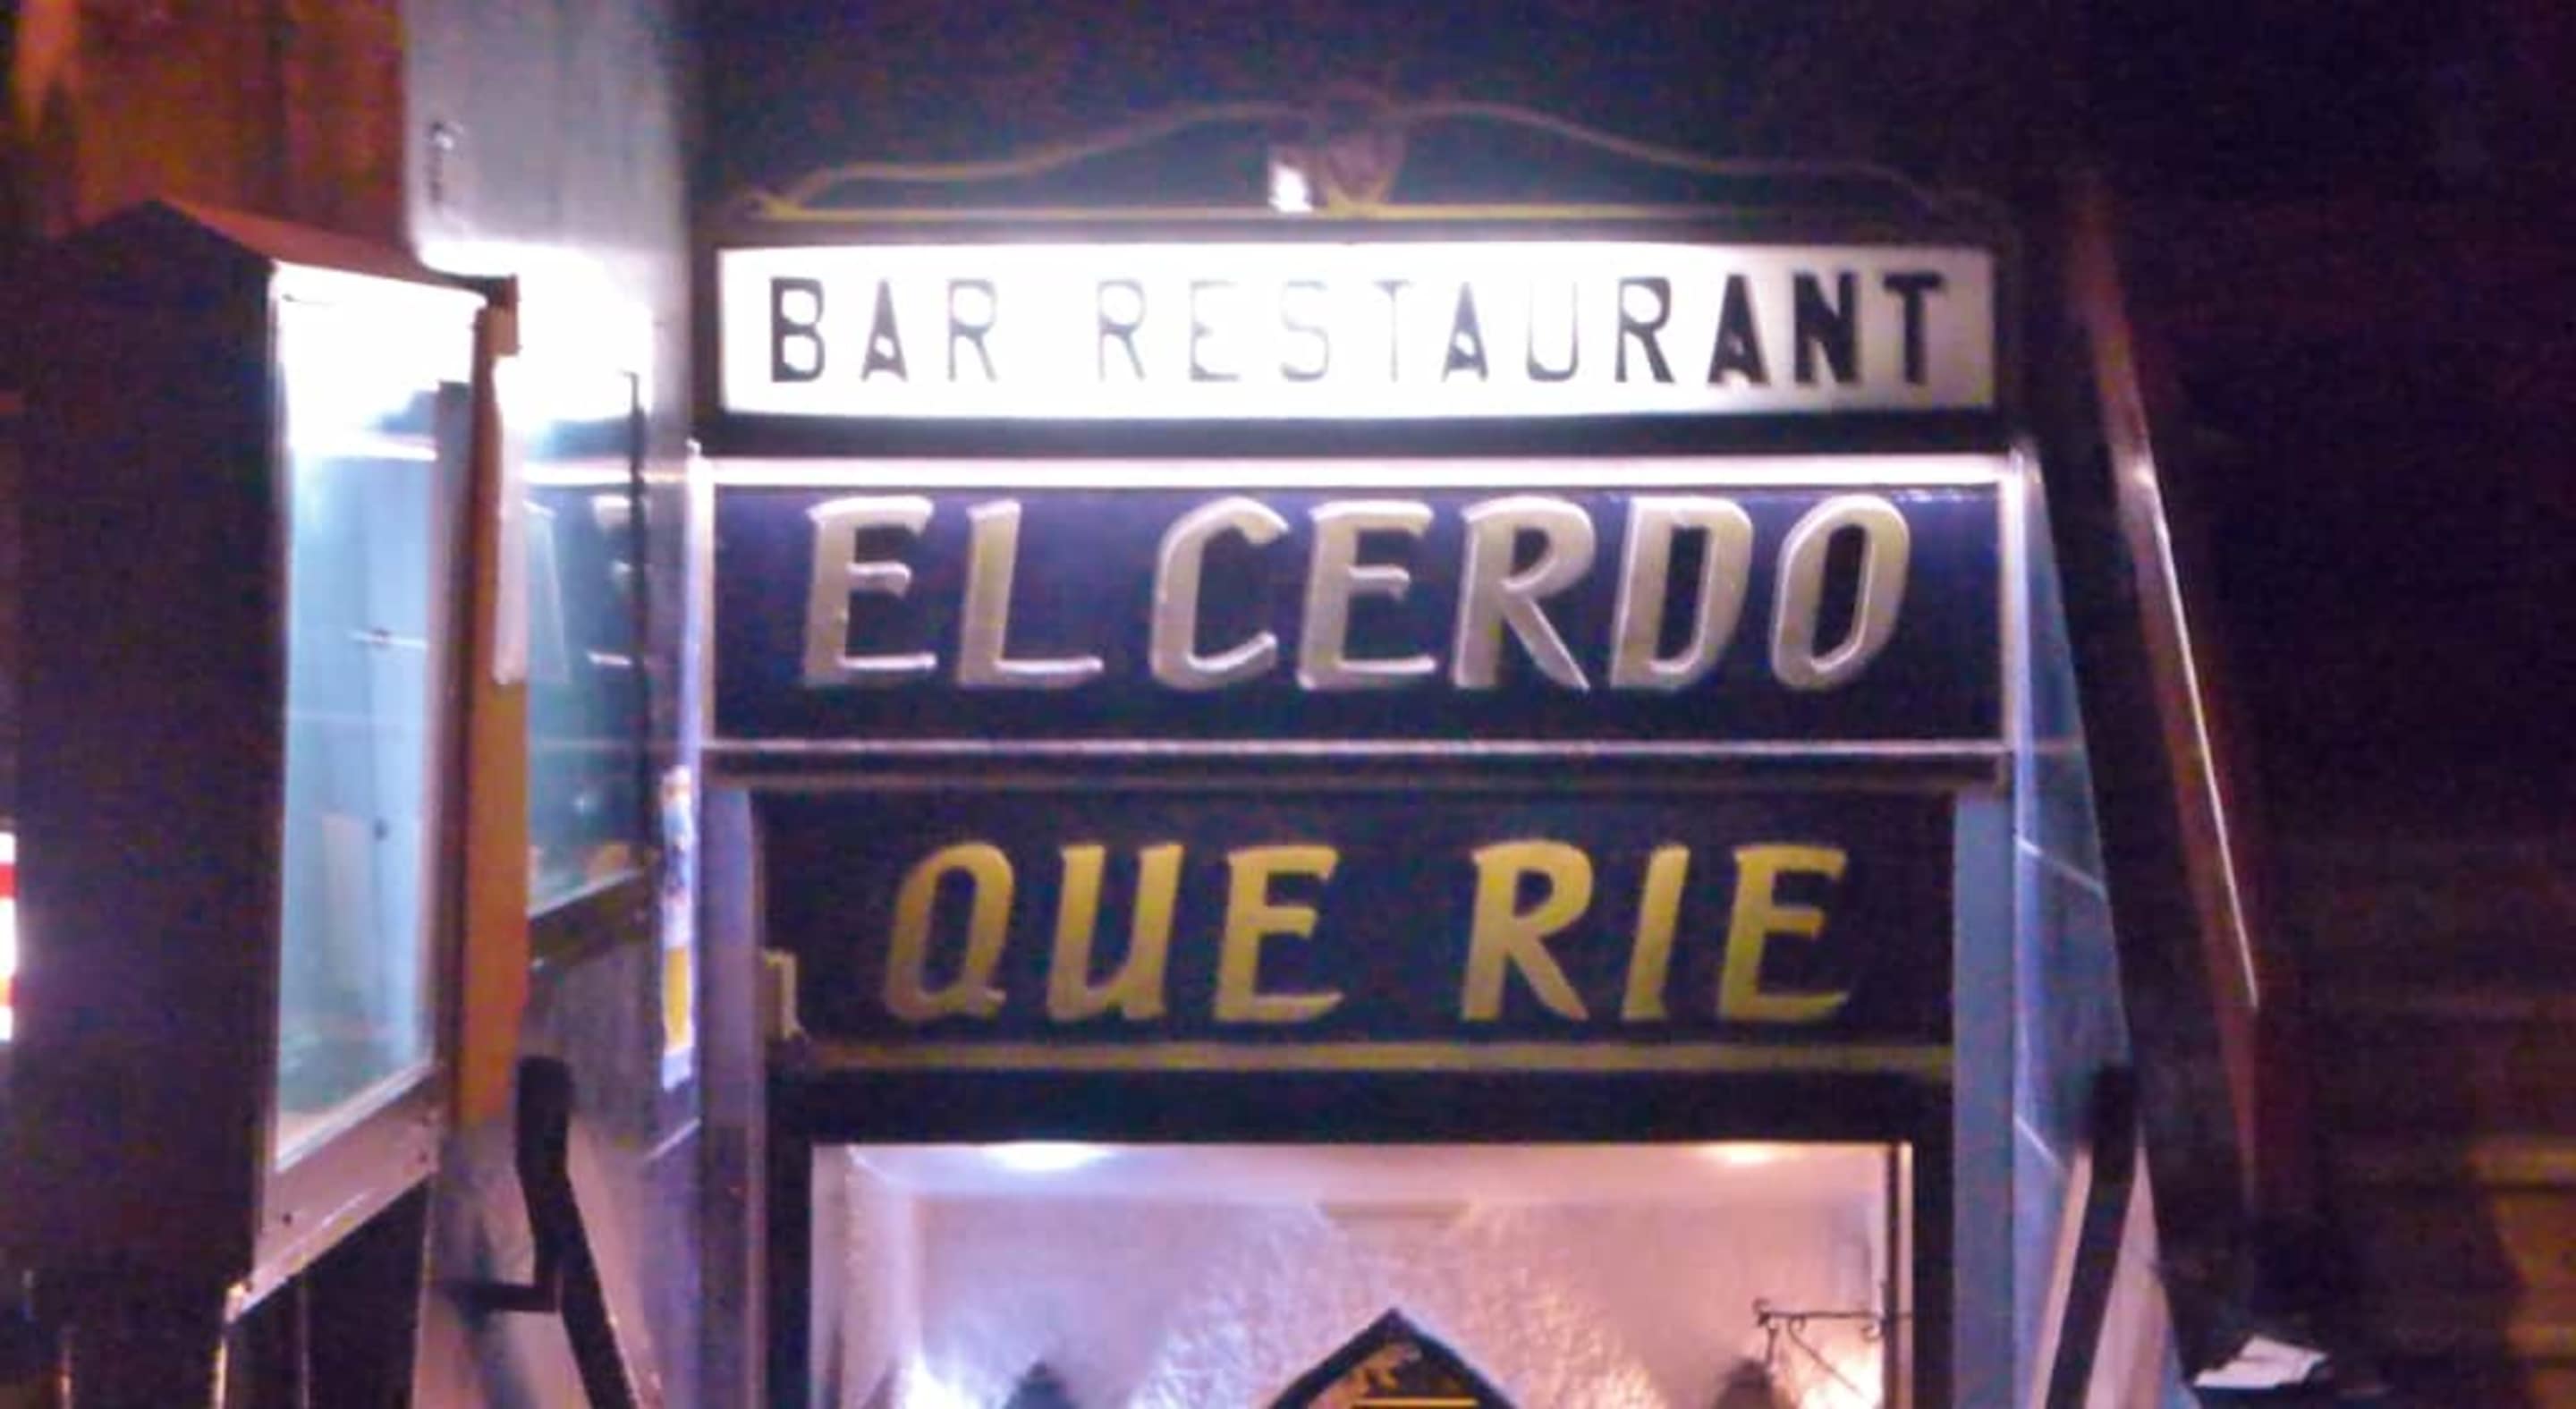 BAR RESTAURANT
EL CERDO
QUE RIE